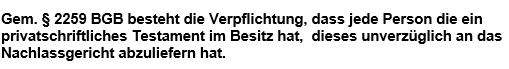 Gem. § 2259 BGB besteht die Verpflichtung, dass jede Person die ein
privatschriftliches Testament im Besitz hat, dieses unverzüglich an das
Nachlassgericht abzuliefern hat.